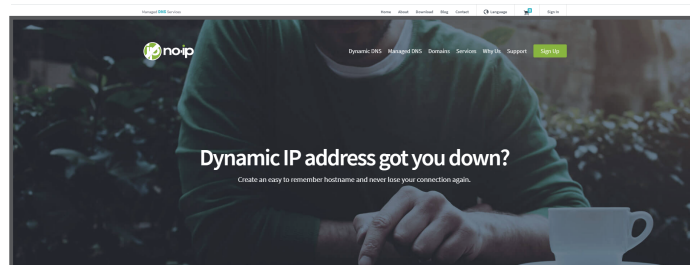 Managed DNS Services
Home About Download Blog Contact Language Sign In
no-ip
Dynamic DNS Managed DNS Domains Services Why Us Support Sign Up
Dynamic IP address got you down?
Create an easy to remember hostname and never lose your connection again.